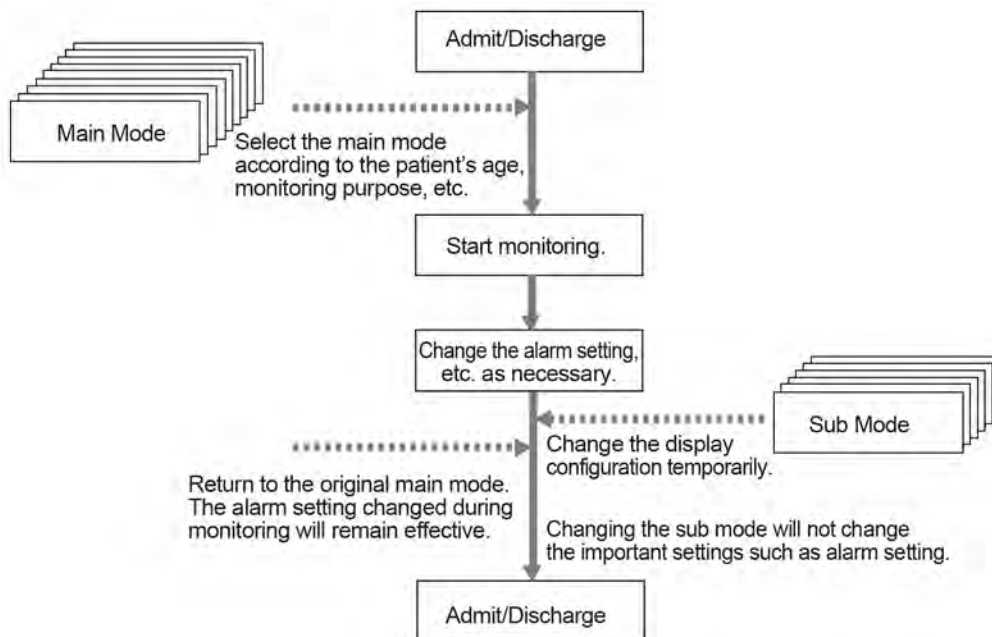 Admit/Discharge
Main Mode
Select the main mode
according to the patient's age,
monitoring purpose, etc.
Start monitoring.
Change the alarm setting,
etc. as necessary.
Sub Mode
Change the display
configuration temporarily.
Return to the original main mode.
The alarm setting changed during
monitoring will remain effective.
Changing the sub mode will not change
the important settings such as alarm setting.
Admit/Discharge